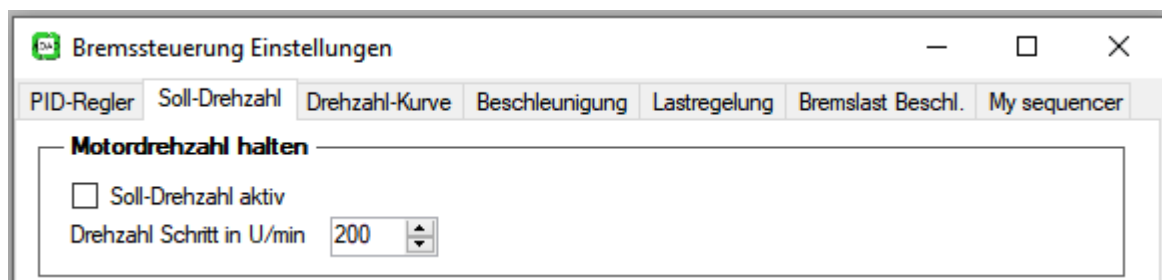 Bremssteuerung Einstellungen
PID-Regler Soll-Drehzahl Drehzahl-Kurve Beschleunigung Lastregelung Bremslast Beschl. My sequencer
Motordrehzahl halten
Soll-Drehzahl aktiv
Drehzahl Schritt in U/min 200